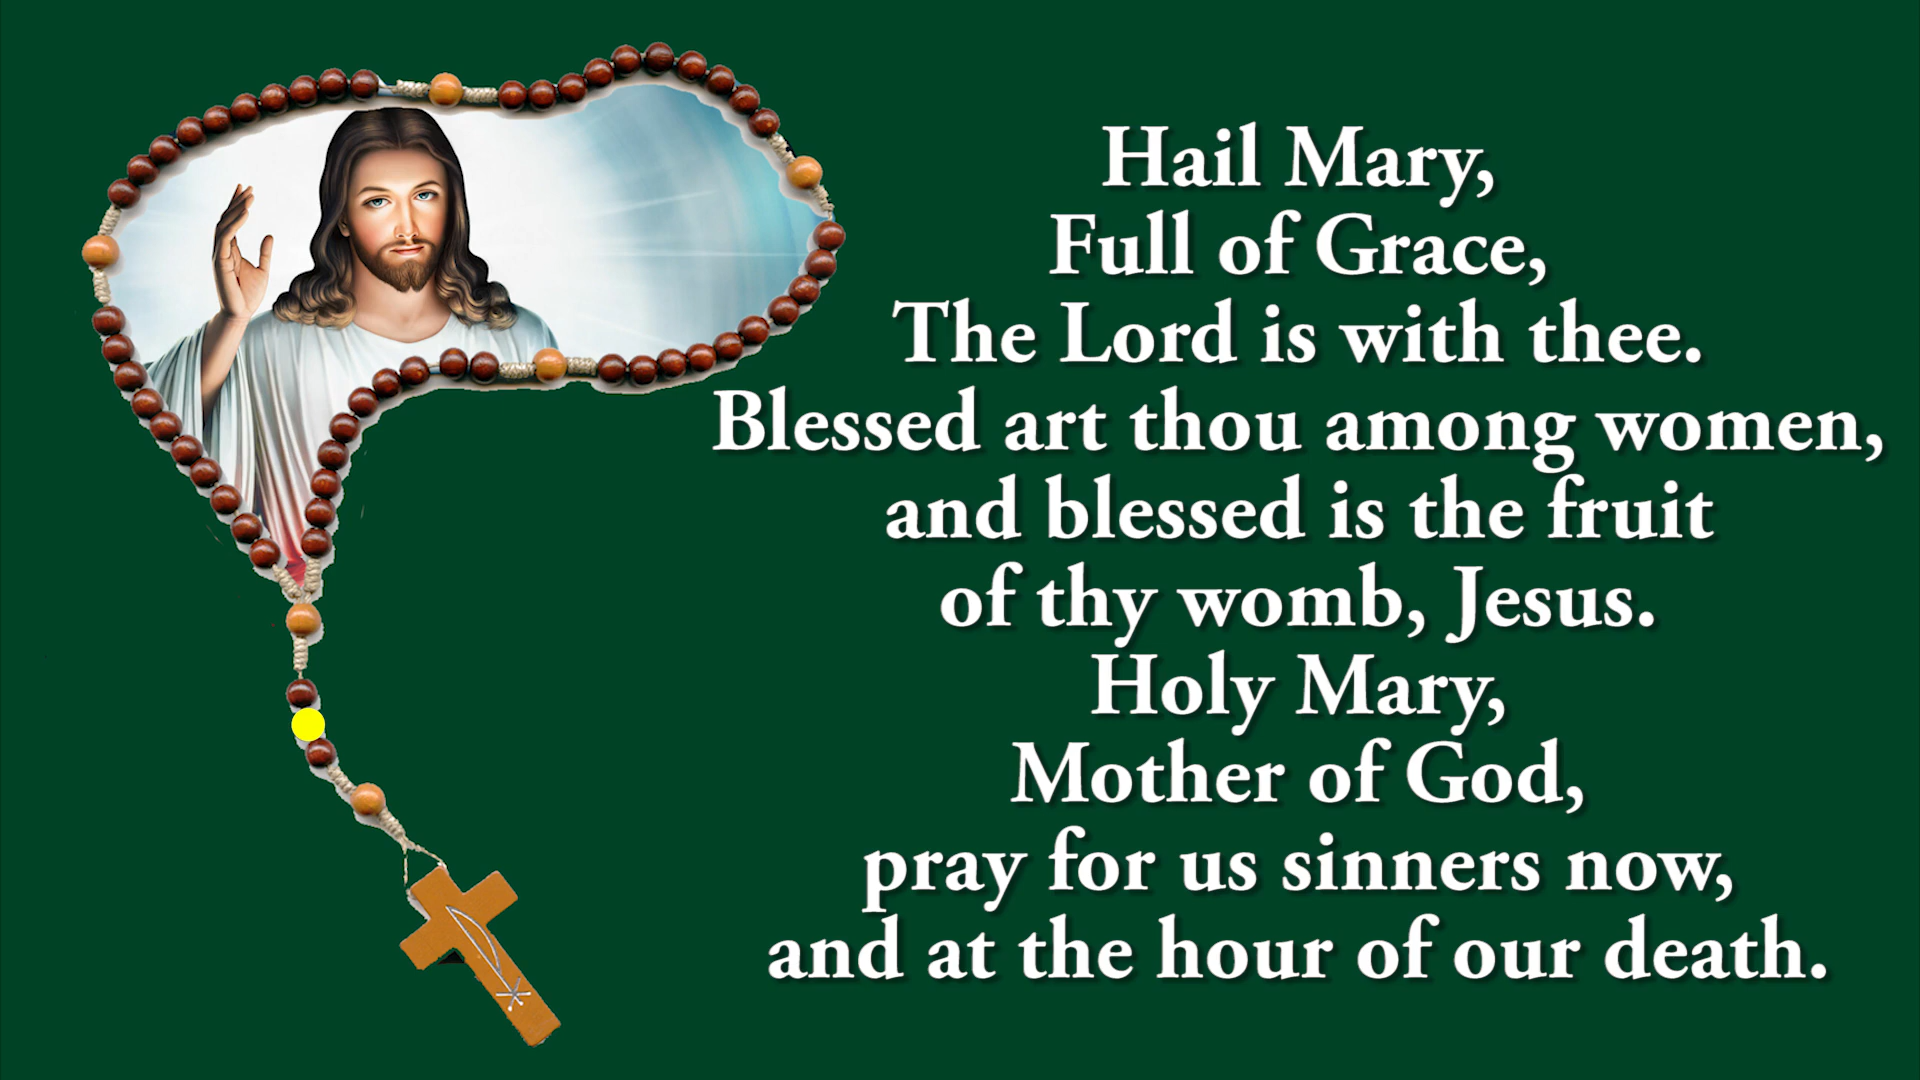 Hail Mary,
Full of Grace,
The Lord is with thee.
Blessed art thou among women,
and blessed is the fruit
of thy womb, Jesus.
Holy Mary,
Mother of God,
pray for us sinners now,
and at the hour of our death.